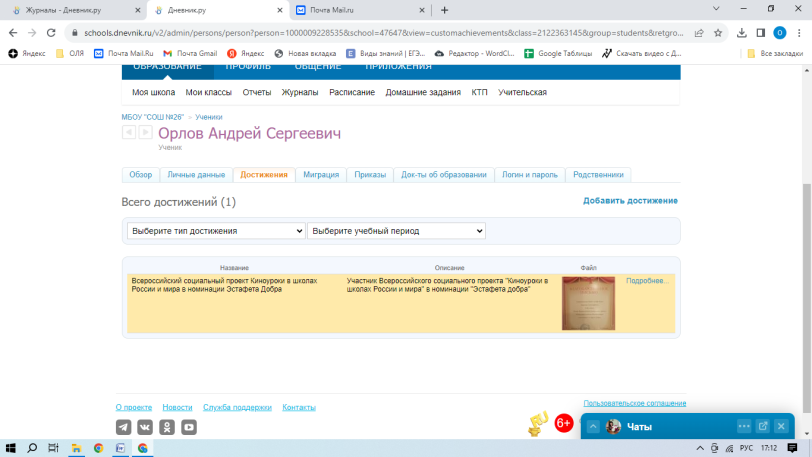 Журналы - Дневник.ру
Дневник.ру
Почта Mail.ru
schools.dnevnik.ru/v2/admin/persons/person?person=1000009228535&school=47647&view=customachievements&class=2122363145&group=students&retgro...
О
Яндекс
ОЛЯ
Почта Mail.Ru
Почта Gmail
Яндекс
Новая вкладка
Виды знаний | ЕГЭ...
Редактор - WordCl...
Google Таблицы
Скачать видео с Д...
Все закладки
ОБРАЗОВАНИЕ ПРОФИЛЬ ОБЩЕНИЕ ПРИЛОЖЕНИЯ
Моя школа Мои классы Отчеты Журналы Расписание Домашние задания КТП Учительская
МБОУ "СОШ №26" » Ученики
Орлов Андрей Сергеевич
Ученик
Обзор Личные данные Достижения Миграция Приказы Док-ты об образовании Логин и пароль Родственники
Всего достижений (1)
Добавить достижение
Выберите тип достижения
Выберите учебный период
Название Описание Файл
Всероссийский социальный проект Киноуроки в школах
России и мира в номинации Эстафета Добра
Участник Всероссийского социального проекта "Киноуроки в
школах России и мира" в номинации "Эстафета добра"
Подробнее...
О проекте Новости Служба поддержки Контакты
Пользовательское соглашение
6+
Чаты
РУС 17:12